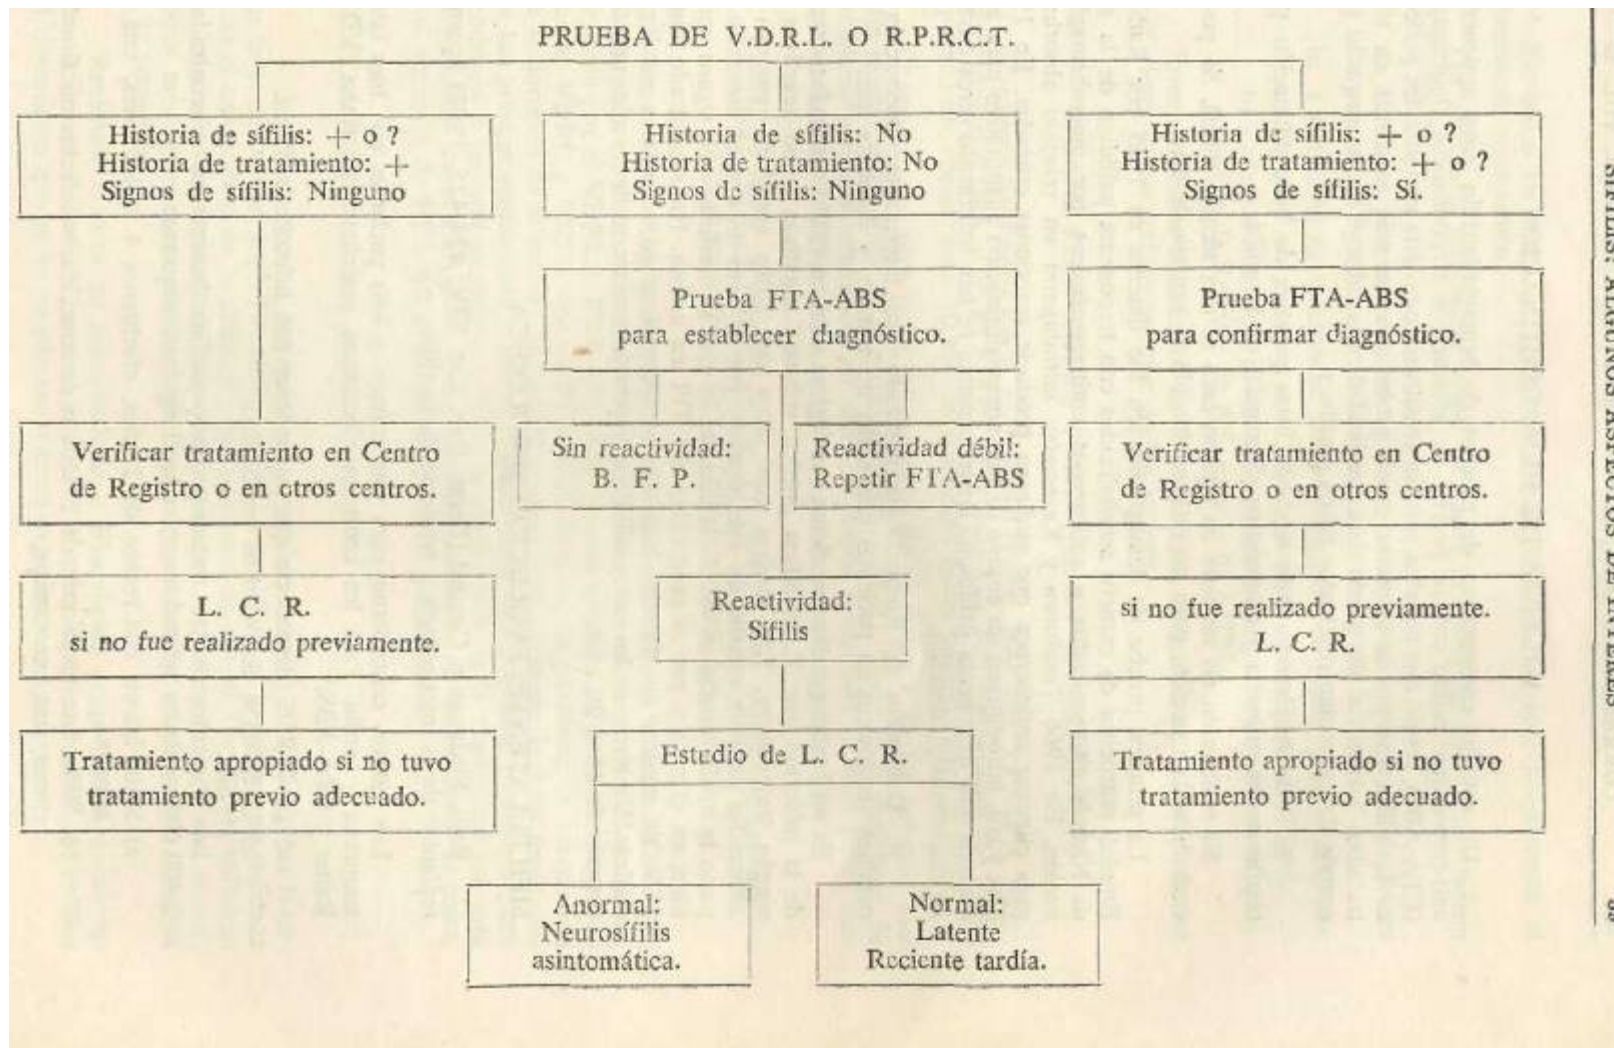 PRUEBA DE V.D.R.L. O R.P.R.C.T.
Historia de sífilis: + o ?
Historia de tratamiento: +
Signos de sífilis: Ninguno
Historia de sífilis: No
Historia de tratamiento: No
Signos de sífilis: Ninguno
Historia de sífilis: + o ?
Historia de tratamiento: + o ?
Signos de sífilis: Sí.
Prueba FTA-ABS
para establecer diagnóstico.
Prueba FTA-ABS
para confirmar diagnóstico.
Verificar tratamiento en Centro
de Registro o en otros centros.
Sin reactividad:
B. F. P.
Reactividad débil:
Repetir FTA-ABS
Verificar tratamiento en Centro
de Registro o en otros centros.
L. C. R.
si no fue realizado previamente.
Reactividad:
Sífilis
si no fue realizado previamente.
L. C. R.
Tratamiento apropiado si no tuvo
tratamiento previo adecuado.
Estudio de L. C. R.
Tratamiento apropiado si no tuvo
tratamiento previo adecuado.
Anormal:
Neurosífilis
asintomática.
Normal:
Latente
Reciente tardía.
SIFILIS: ALGUNOS ASPECTOS DE INTERES